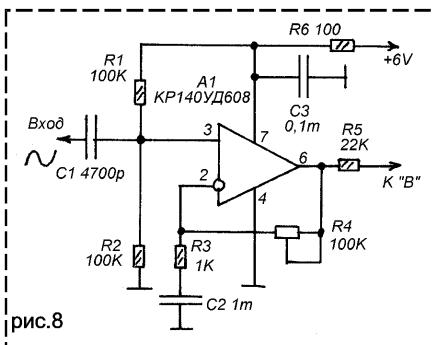 R6 100
+6V
R1
100K
A1
КР140УД608
C3
0,1m
Вход
3
7
2
6
4
C1 4700p
R5
22K
К "В"
R2
100K
R3
1K
R4
100K
C2 1m
рис.8